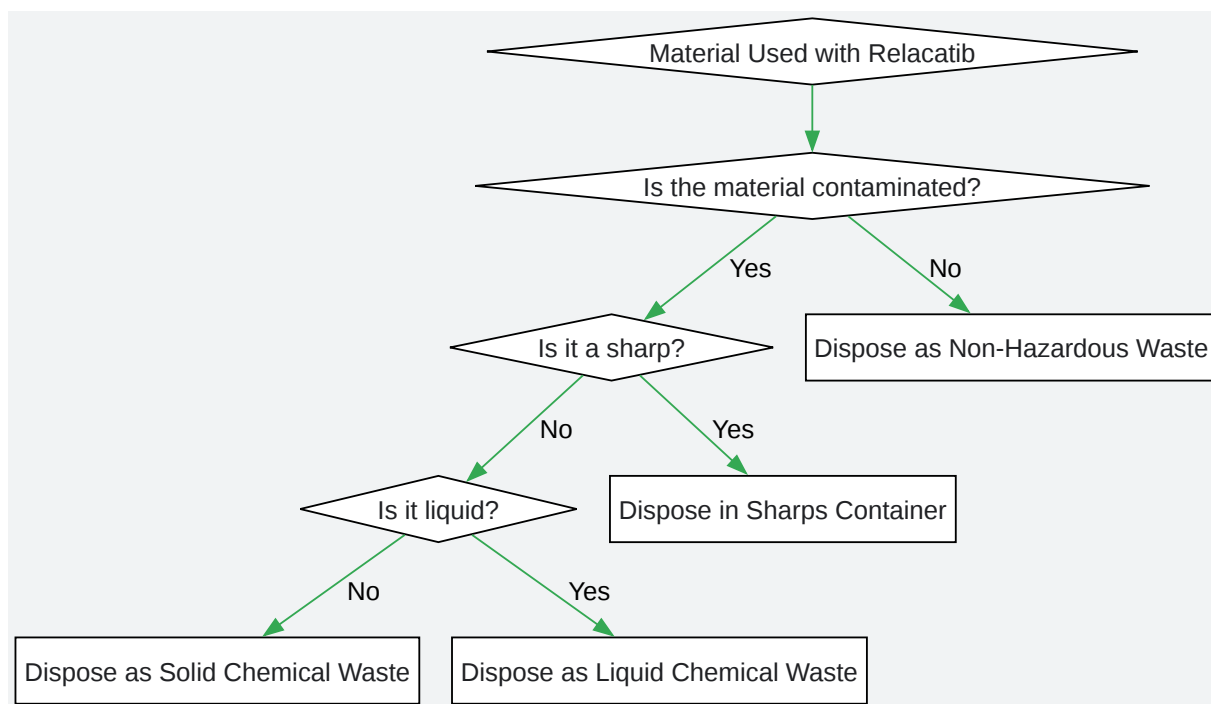 Material Used with Relacatib
Is the material contaminated?
Yes
No
Is it a sharp?
Dispose as Non-Hazardous Waste
No
Yes
Is it liquid?
Dispose in Sharps Container
No
Yes
Dispose as Solid Chemical Waste
Dispose as Liquid Chemical Waste